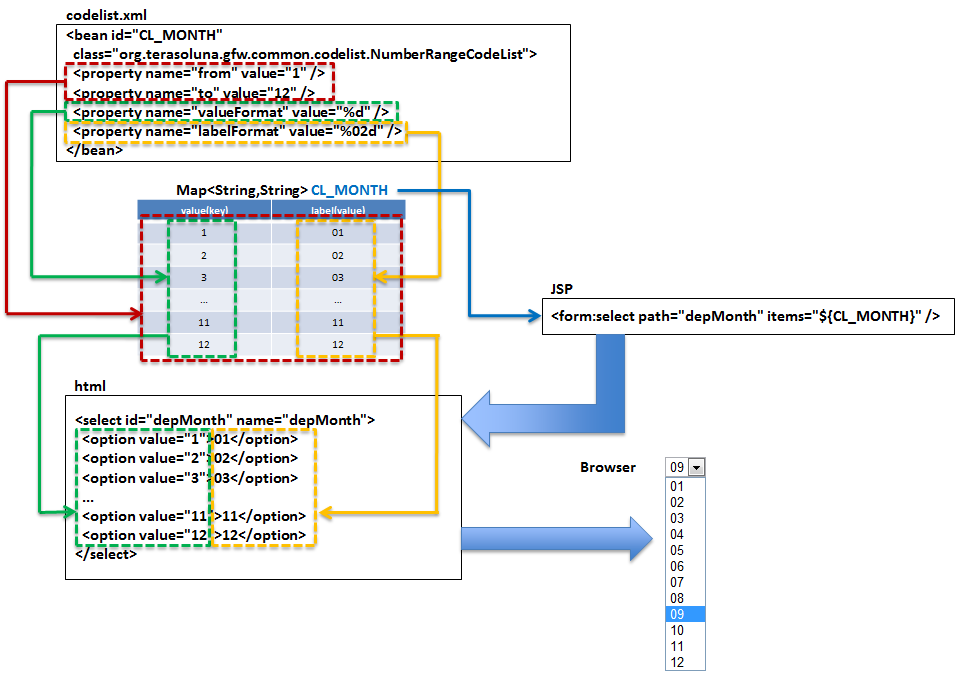 codelist.xml
<bean id="CL_MONTH"
class="org.terasoluna.gfw.common.codelist.NumberRangeCodeList">
<property name="from" value="1" />
<property name="to" value="12" />
<property name="valueFormat" value="%d" />
<property name="labelFormat" value="%02d" />
</bean>
Map<String,String> CL_MONTH
value(key) label(value)
1 01
2 02
3 03
... ...
11 11
12 12
JSP
<form:select path="depMonth" items="${CL_MONTH}" />
html
<select id="depMonth" name="depMonth">
<option value="1">01</option>
<option value="2">02</option>
<option value="3">03</option>
...
<option value="11">11</option>
<option value="12">12</option>
</select>
Browser
09
01
02
03
04
05
06
07
08
09
10
11
12